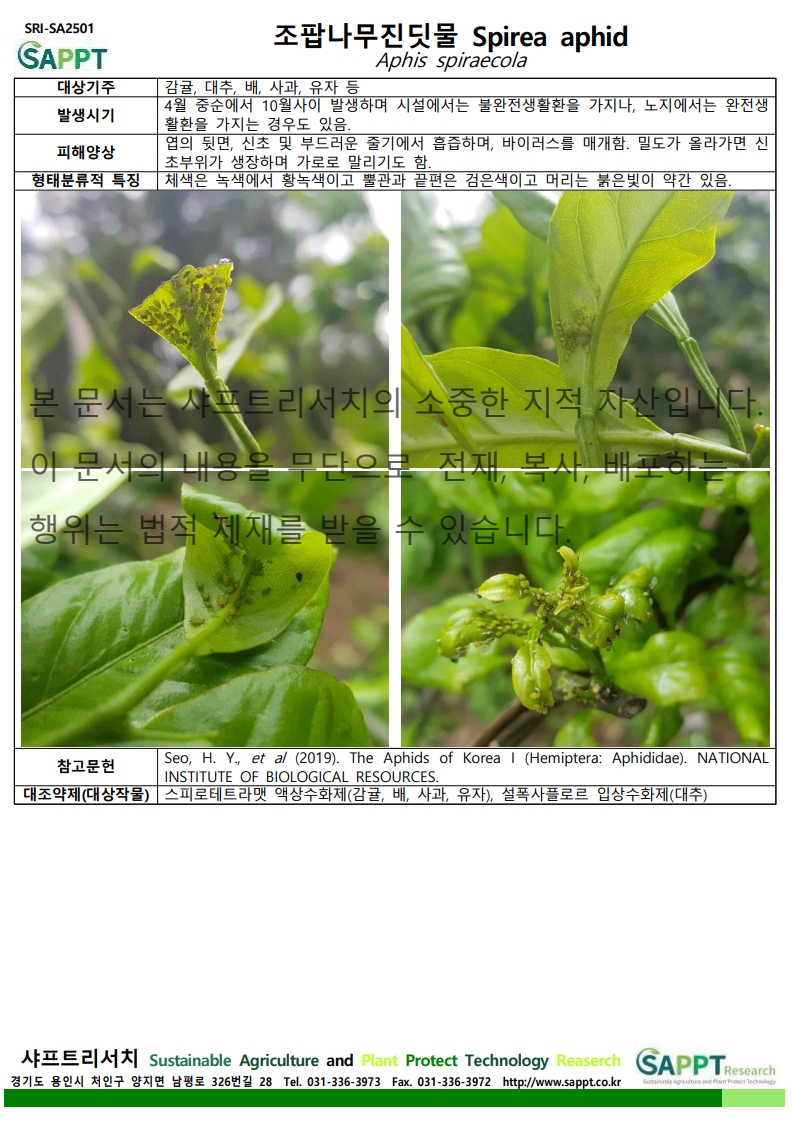 SRI-SA2501
조팝나무진딧물 Spirea aphid
SAPPT
Aphis spiraecola
대상기주 감귤, 대추, 배, 사과, 유자 등
발생시기 4월 중순에서 10월사이 발생하며 시설에서는 불완전생활환을 가지나, 노지에서는 완전생
활환을 가지는 경우도 있음.
피해양상 엽의 뒷면, 신초 및 부드러운 줄기에서 흡즙하며, 바이러스를 매개함. 밀도가 올라가면 신
초부위가 생장하며 가로로 말리기도 함.
형태분류적 특징 체색은 녹색에서 황녹색이고 뿔관과 끝편은 검은색이고 머리는 붉은빛이 약간 있음.
본 문서는 샤프트리서치의 소중한 지적 자산입니다.
이 문서의 내용을 무단으로 전재, 복사, 배포하는
행위는 법적 제재를 받을 수 있습니다.
참고문헌 Seo, H. Y., et al (2019). The Aphids of Korea I (Hemiptera: Aphididae). NATIONAL
INSTITUTE OF BIOLOGICAL RESOURCES.
대조약제(대상작물) 스피로테트라맷 액상수화제(감귤, 배, 사과, 유자), 설폭사플로르 입상수화제(대추)
샤프트리서치 Sustainable Agriculture and Plant Protect Technology Reaserch
경기도 용인시 처인구 양지면 남평로 326번길 28 Tel. 031-336-3973 Fax. 031-336-3972 http://www.sappt.co.kr
SAPPT Research
Sustainable Agriculture and Plant Protect Technology